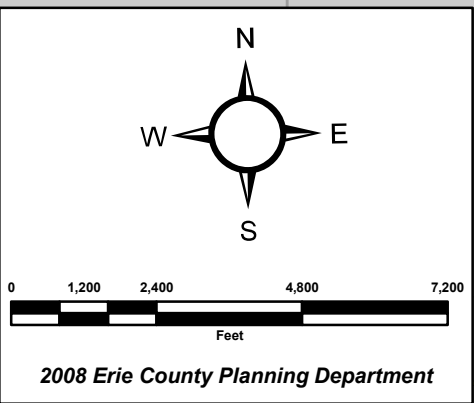 N
W E
S
0 1,200 2,400 4,800 7,200
Feet
2008 Erie County Planning Department